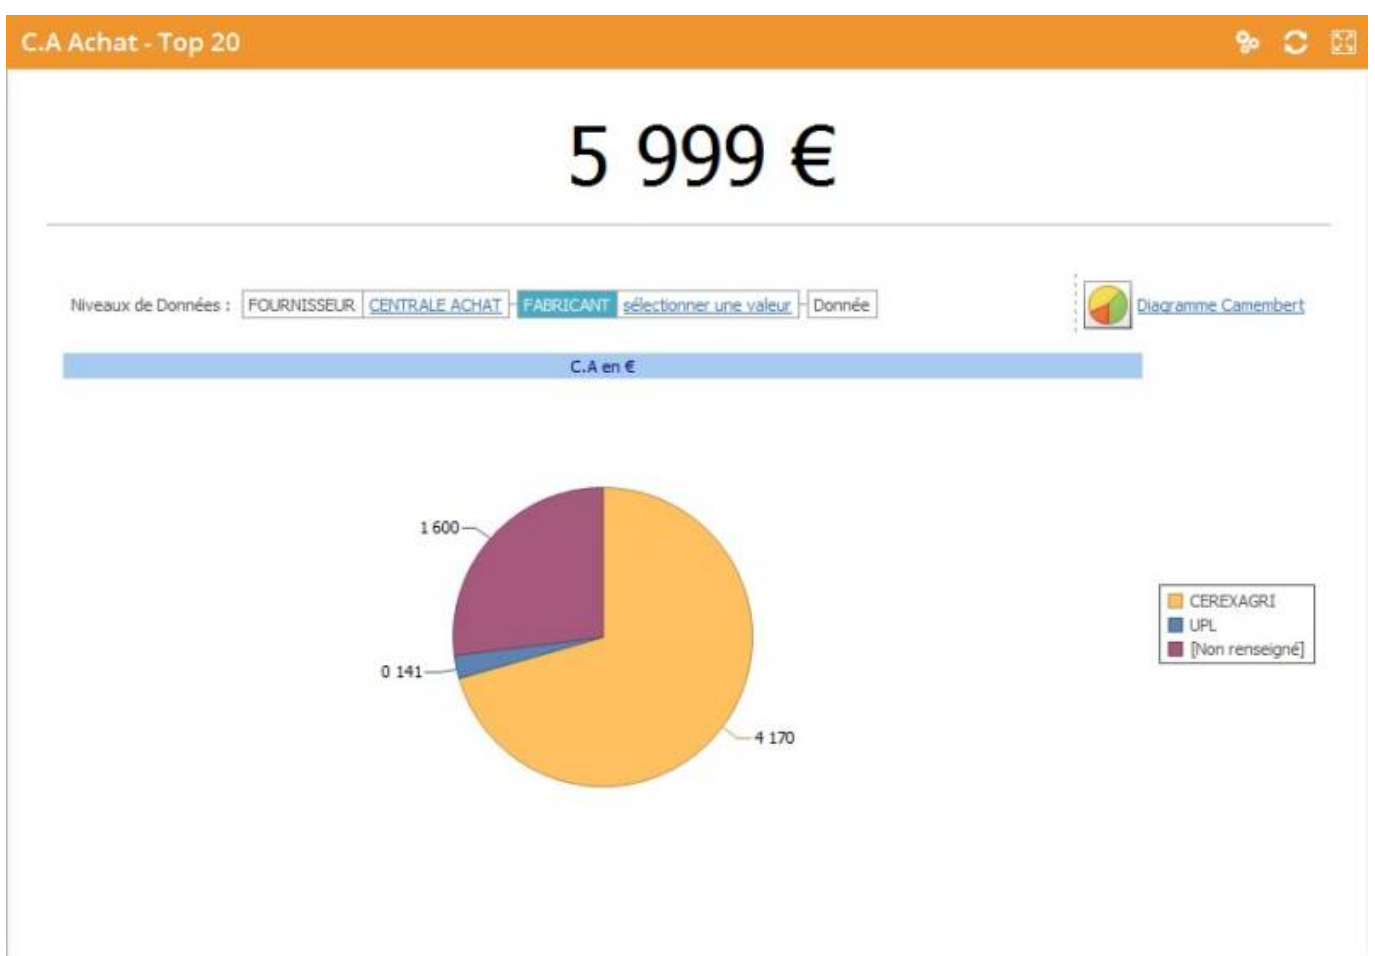 C.A Achat - Top 20
5 999 €
Niveaux de Données : FOURNISSEUR CENTRALE ACHAT FABRICANT sélectionner une valeur Donnée Diagramme Camembert
C.A en €
1 600
0 141
4 170
CEREXAGRI
UPL
[Non renseigné]